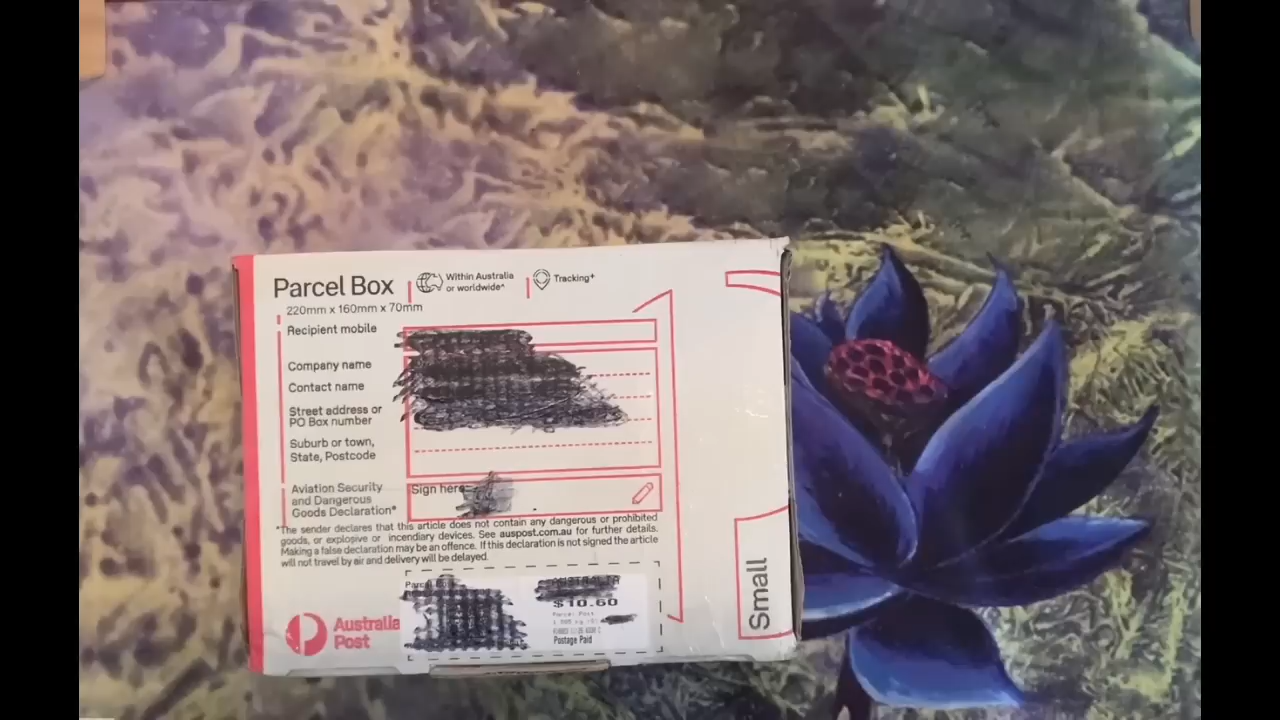 Parcel Box
Within Australia
or worldwide^
Tracking+
220mm x 160mm x 70mm
Recipient mobile
Company name
Contact name
Street address or
PO Box number
Suburb or town,
State, Postcode
Aviation Security
and Dangerous
Goods Declaration*
Sign here
*The sender declares that this article does not contain any dangerous or prohibited
goods, or explosive or incendiary devices. See auspost.com.au for further details.
Making a false declaration may be an offence. If this declaration is not signed the article
will not travel by air and delivery will be delayed.
AUSTRALIA
$10.60
Parcel Post
Postage Paid
Australia
Post
Small